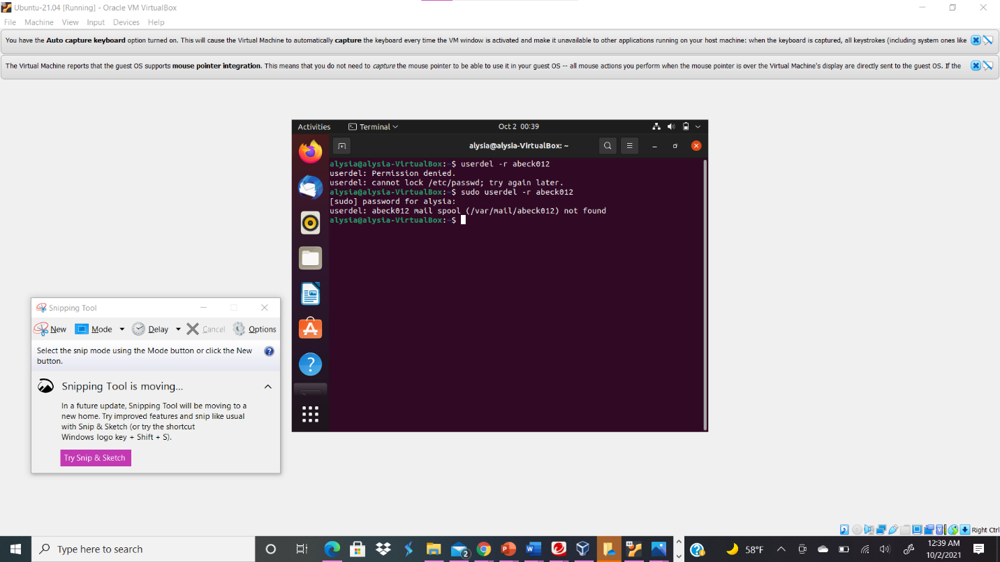 Ubuntu-21.04 [Running] - Oracle VM VirtualBox
File Machine View Input Devices Help
You have the Auto capture keyboard option turned on. This will cause the Virtual Machine to automatically capture the keyboard every time the VM window is activated and make it unavailable to other applications running on your host machine: when the keyboard is captured, all keystrokes (including system ones like
The Virtual Machine reports that the guest OS supports mouse pointer integration. This means that you do not need to capture the mouse pointer to be able to use it in your guest OS -- all mouse actions you perform when the mouse pointer is over the Virtual Machine's display are directly sent to the guest OS. If the
Activities Terminal Oct 2 00:39
alysia@alysia-VirtualBox: ~
alysia@alysia-VirtualBox:~$ userdel -r abeck012
userdel: Permission denied.
userdel: cannot lock /etc/passwd; try again later.
alysia@alysia-VirtualBox:~$ sudo userdel -r abeck012
[sudo] password for alysia:
userdel: abeck012 mail spool (/var/mail/abeck012) not found
alysia@alysia-VirtualBox:~$
Snipping Tool
New Mode Delay Cancel Options
Select the snip mode using the Mode button or click the New
button.
Snipping Tool is moving...
In a future update, Snipping Tool will be moving to a
new home. Try improved features and snip like usual
with Snip & Sketch (or try the shortcut
Windows logo key + Shift + S).
Try Snip & Sketch
Right Ctrl
Type here to search
2
58°F
12:39 AM
10/2/2021